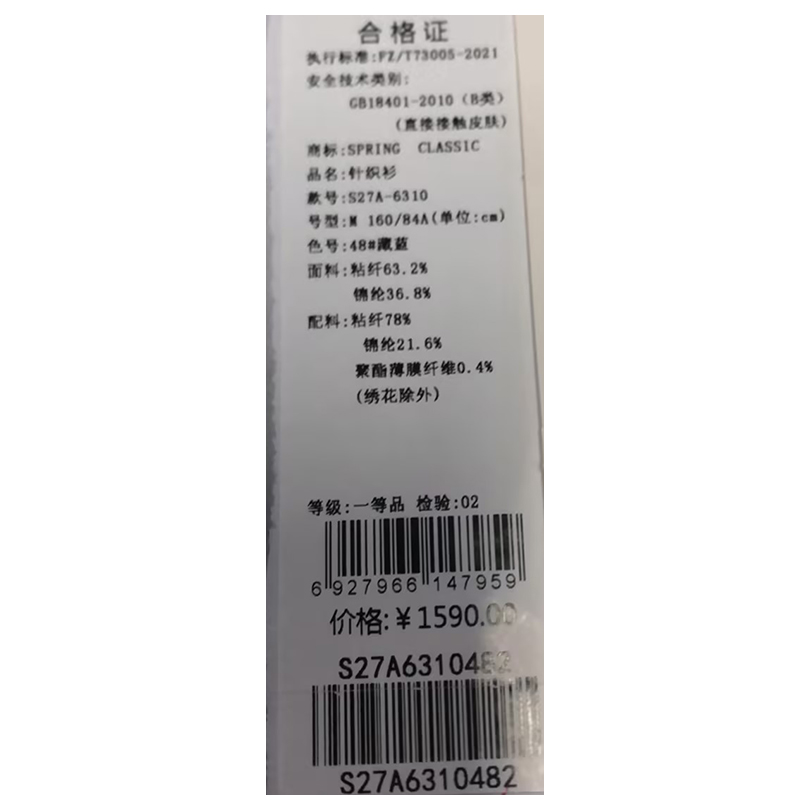 合格证
执行标准:FZ/T73005-2021
安全技术类别:
GB18401-2010（B类）
(直接接触皮肤)
商标:SPRING CLASSIC
品名:针织衫
款号:S27A-6310
号型:M 160/84A(单位:cm)
色号:48#藏蓝
面料:粘纤63.2%
锦纶36.8%
配料:粘纤78%
锦纶21.6%
聚酯薄膜纤维0.4%
(绣花除外)
等级:一等品 检验:02
6 927966 147959
价格:￥1590.00
S27A6310482
S27A6310482